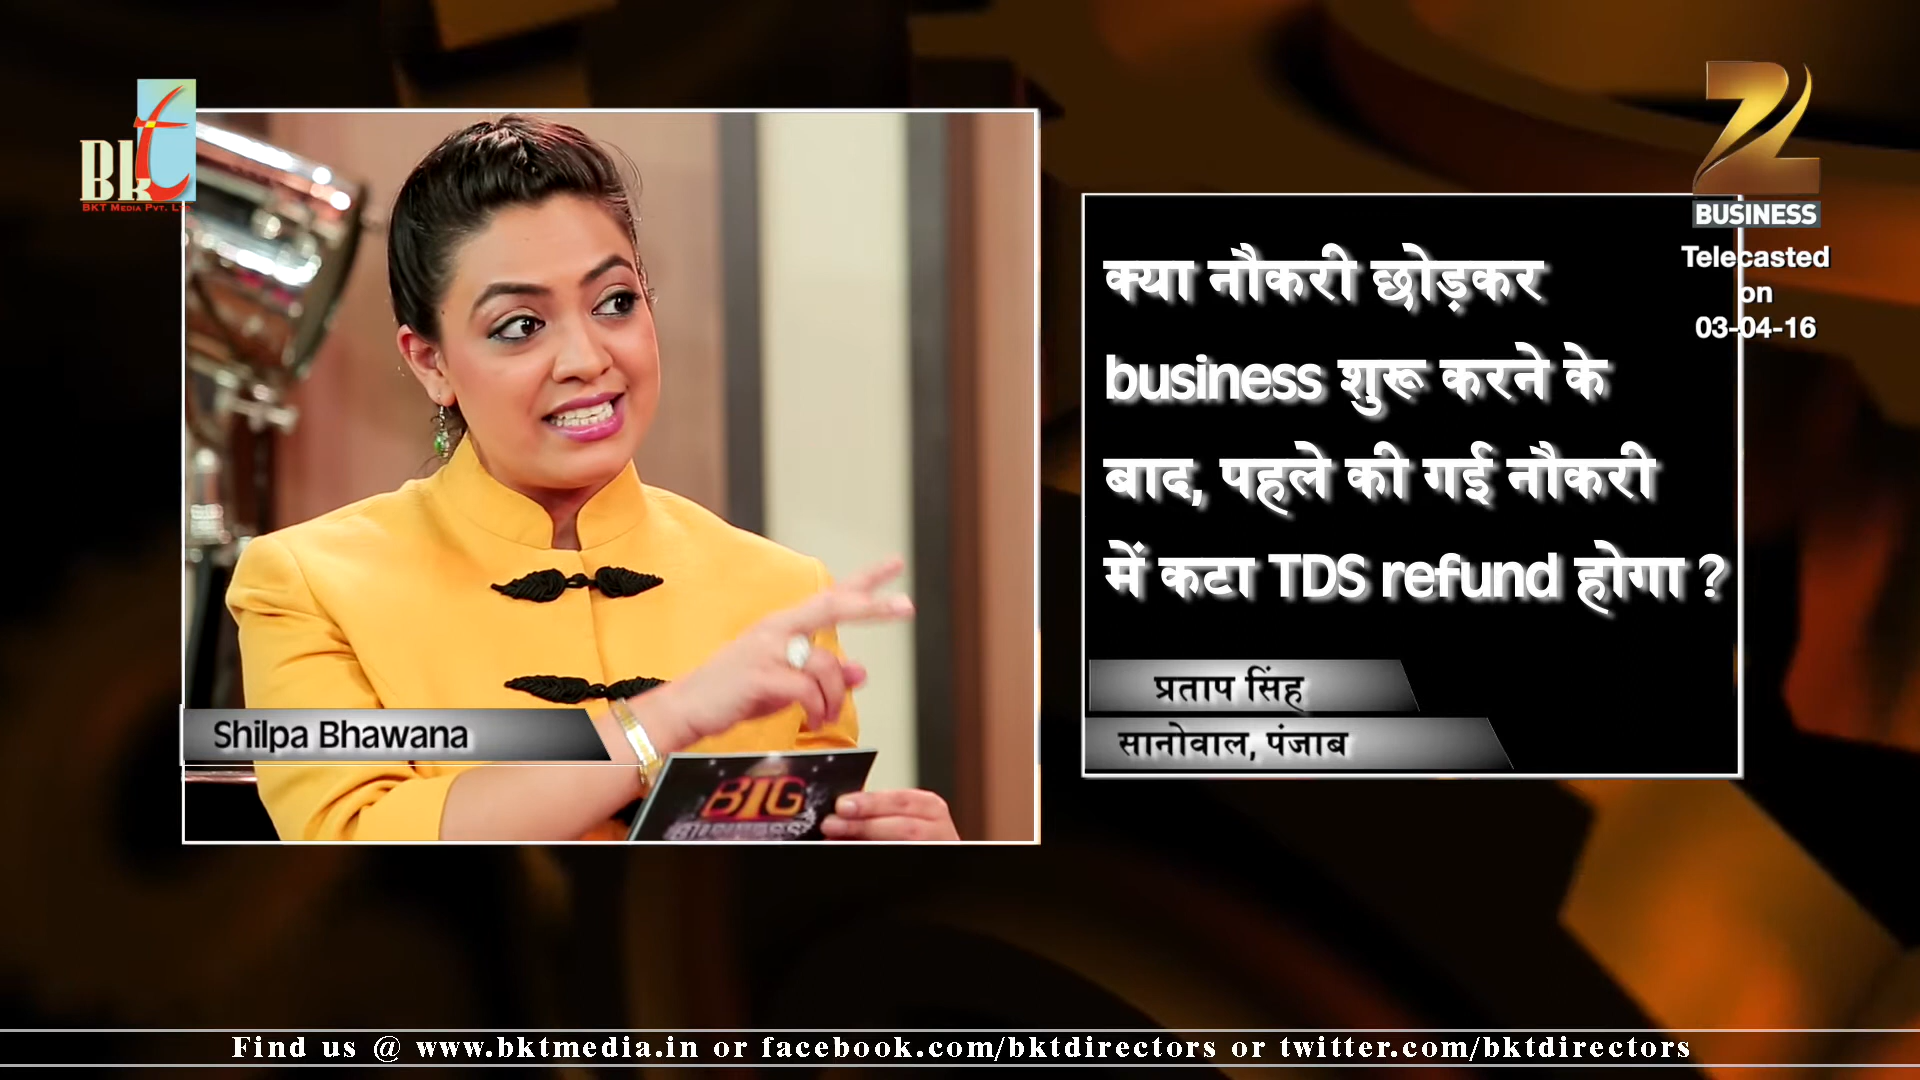 Bkt
BKT Media Pvt. Lt
BUSINESS
Telecasted
on
03-04-16
क्या नौकरी छोड़कर
business शुरू करने के
बाद, पहले की गई नौकरी
में कटा TDS refund होगा ?
प्रताप सिंह
सानोवाल, पंजाब
Shilpa Bhawana
BIG
Find us @ www.bktmedia.in or facebook.com/bktdirectors or twitter.com/bktdirectors